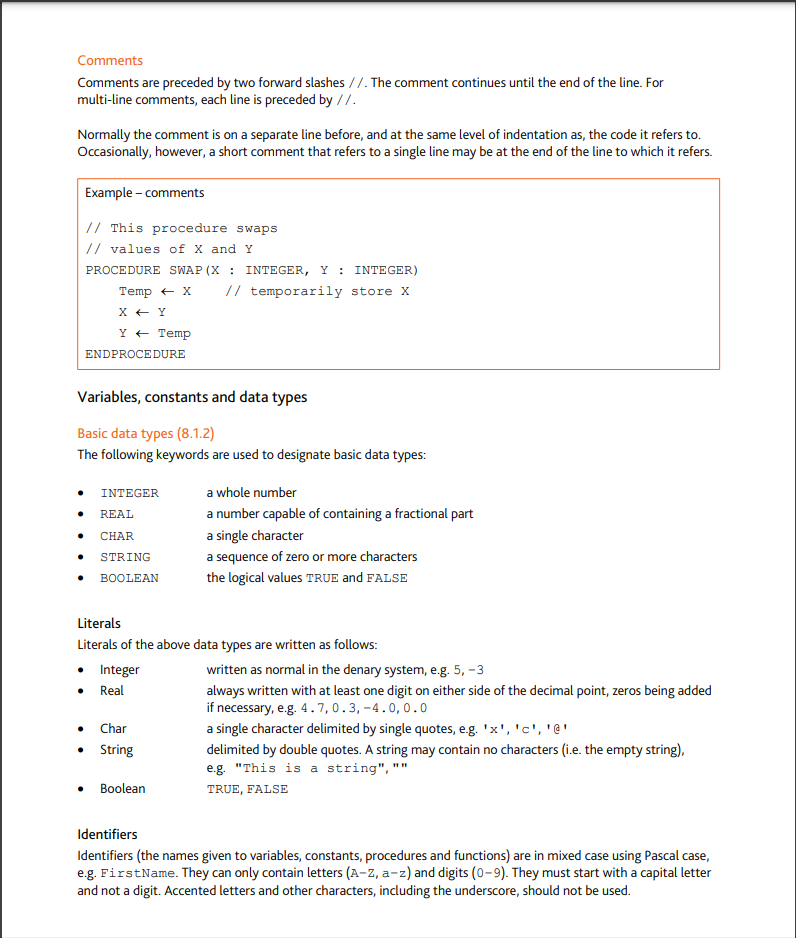 Comments
Comments are preceded by two forward slashes //. The comment continues until the end of the line. For
multi-line comments, each line is preceded by //.
Normally the comment is on a separate line before, and at the same level of indentation as, the code it refers to.
Occasionally, however, a short comment that refers to a single line may be at the end of the line to which it refers.
Example – comments
// This procedure swaps
// values of X and Y
PROCEDURE SWAP(X : INTEGER, Y : INTEGER)
Temp ← X // temporarily store X
X ← Y
Y ← Temp
ENDPROCEDURE
Variables, constants and data types
Basic data types (8.1.2)
The following keywords are used to designate basic data types:
• INTEGER a whole number
• REAL a number capable of containing a fractional part
• CHAR a single character
• STRING a sequence of zero or more characters
• BOOLEAN the logical values TRUE and FALSE
Literals
Literals of the above data types are written as follows:
• Integer written as normal in the denary system, e.g. 5, -3
• Real always written with at least one digit on either side of the decimal point, zeros being added
if necessary, e.g. 4.7, 0.3, -4.0, 0.0
• Char a single character delimited by single quotes, e.g. 'x', 'c', '@'
• String delimited by double quotes. A string may contain no characters (i.e. the empty string),
e.g. "This is a string", ""
• Boolean TRUE, FALSE
Identifiers
Identifiers (the names given to variables, constants, procedures and functions) are in mixed case using Pascal case,
e.g. FirstName. They can only contain letters (A–Z, a–z) and digits (0–9). They must start with a capital letter
and not a digit. Accented letters and other characters, including the underscore, should not be used.